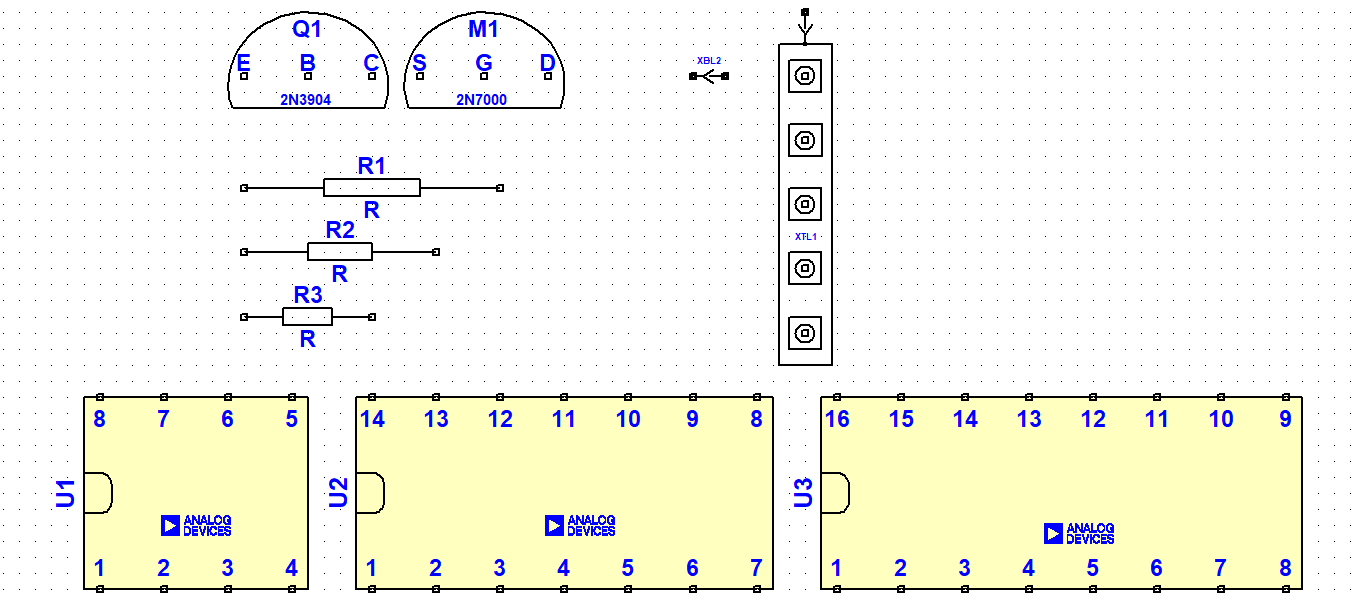 Q1
E B C
2N3904
M1
S G D
2N7000
XBL2
R1
R
R2
R
R3
R
XTL1
8 7 6 5
U1
ANALOG
DEVICES
1 2 3 4
14 13 12 11 10 9 8
U2
ANALOG
DEVICES
1 2 3 4 5 6 7
16 15 14 13 12 11 10 9
U3
ANALOG
DEVICES
1 2 3 4 5 6 7 8